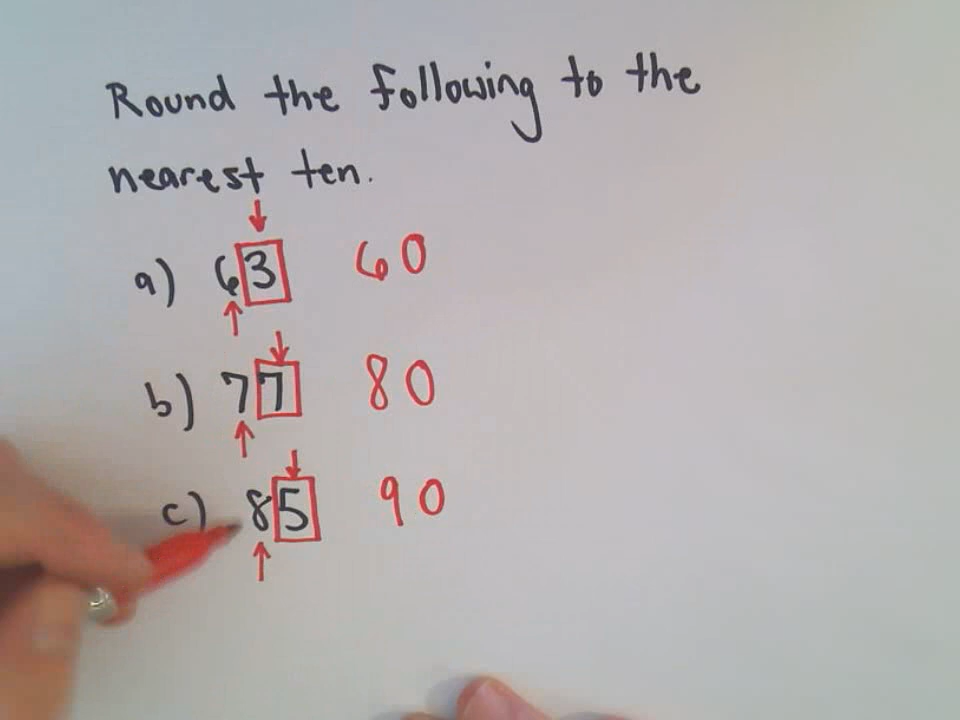 Round the following to the
nearest ten.
a) 63 60
b) 77 80
c) 85 90